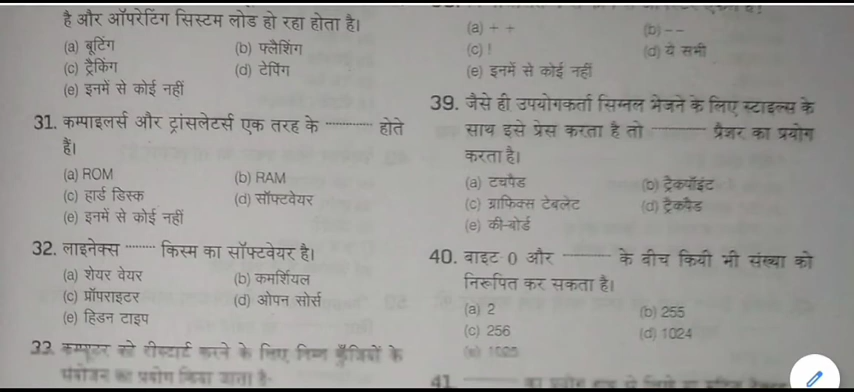 है और ऑपरेटिंग सिस्टम लोड हो रहा होता है।
(a) बूटिंग (b) फ्लैशिंग
(c) ट्रैकिंग (d) टेपिंग
(e) इनमें से कोई नहीं
31. कम्पाइलर्स और ट्रांसलेटर्स एक तरह के ............ होते
हैं।
(a) ROM (b) RAM
(c) हार्ड डिस्क (d) सॉफ्टवेयर
(e) इनमें से कोई नहीं
32. लाइनेक्स ........ किस्म का सॉफ्टवेयर है।
(a) शेयर वेयर (b) कमर्शियल
(c) प्रॉपराइटर (d) ओपन सोर्स
(e) हिडन टाइप
33. कम्प्यूटर को रीस्टार्ट करने के लिए निम्न कुँजियों के
संयोजन का प्रयोग किया जाता है-
(a) + + (b) --
(c) ! (d) ये सभी
(e) इनमें से कोई नहीं
39. जैसे ही उपयोगकर्ता सिग्नल भेजने के लिए स्टाइलस के
साथ इसे प्रेस करता है तो ............ प्रैजर का प्रयोग
करता है।
(a) टचपैड (b) ट्रैकपॉइंट
(c) ग्राफिक्स टेबलेट (d) ट्रैकपैड
(e) की-बोर्ड
40. बाइट 0 और ............ के बीच किसी भी संख्या को
निरूपित कर सकता है।
(a) 2 (b) 255
(c) 256 (d) 1024
(e) 1025
41.